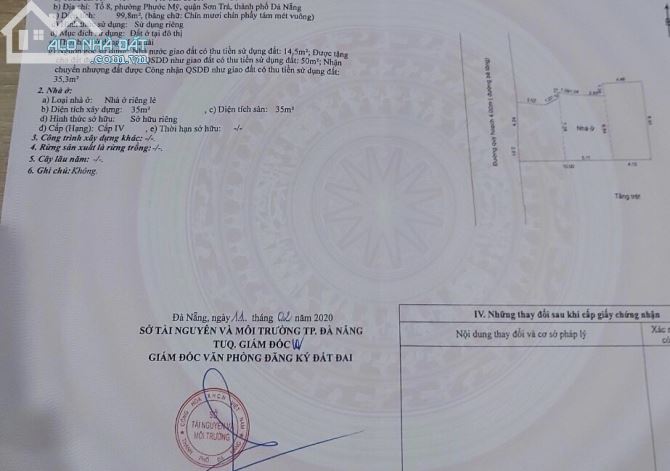 b) Địa chỉ: Tổ 8, phường Phước Mỹ, quận Sơn Trà, thành phố Đà Nẵng
c) Diện tích: 99,8m², (bằng chữ: Chín mươi chín phẩy tám mét vuông)
d) Hình thức sử dụng: Sử dụng riêng
đ) Mục đích sử dụng: Đất ở tại đô thị
ALO NHÀ ĐẤT
nước giao đất có thu tiền sử dụng đất: 14,5m²; Được tặng
cho đất QSDĐ như giao đất có thu tiền sử dụng đất: 50m²; Nhận
chuyển nhượng đất được Công nhận QSDĐ như giao đất có thu tiền sử dụng đất:
35,3m²
2. Nhà ở:
a) Loại nhà ở: Nhà ở riêng lẻ
b) Diện tích xây dựng: 35m² , c) Diện tích sàn: 35m²
d) Hình thức sở hữu: Sở hữu riêng
đ) Cấp (Hạng): Cấp IV , e) Thời hạn sở hữu: -/-
3. Công trình xây dựng khác: -/-
4. Rừng sản xuất là rừng trồng: -/-
5. Cây lâu năm: -/-
6. Ghi chú: Không.
Đường quy hoạch 4.00m (đường bê tông)
Nhà ở
Tầng trệt
Đà Nẵng, ngày 11 tháng 02 năm 2020
SỞ TÀI NGUYÊN VÀ MÔI TRƯỜNG TP. ĐÀ NẴNG
TUQ. GIÁM ĐỐC
GIÁM ĐỐC VĂN PHÒNG ĐĂNG KÝ ĐẤT ĐAI
SỞ
TÀI NGUYÊN VÀ
MÔI TRƯỜNG
IV. Những thay đổi sau khi cấp giấy chứng nhận
Nội dung thay đổi và cơ sở pháp lý